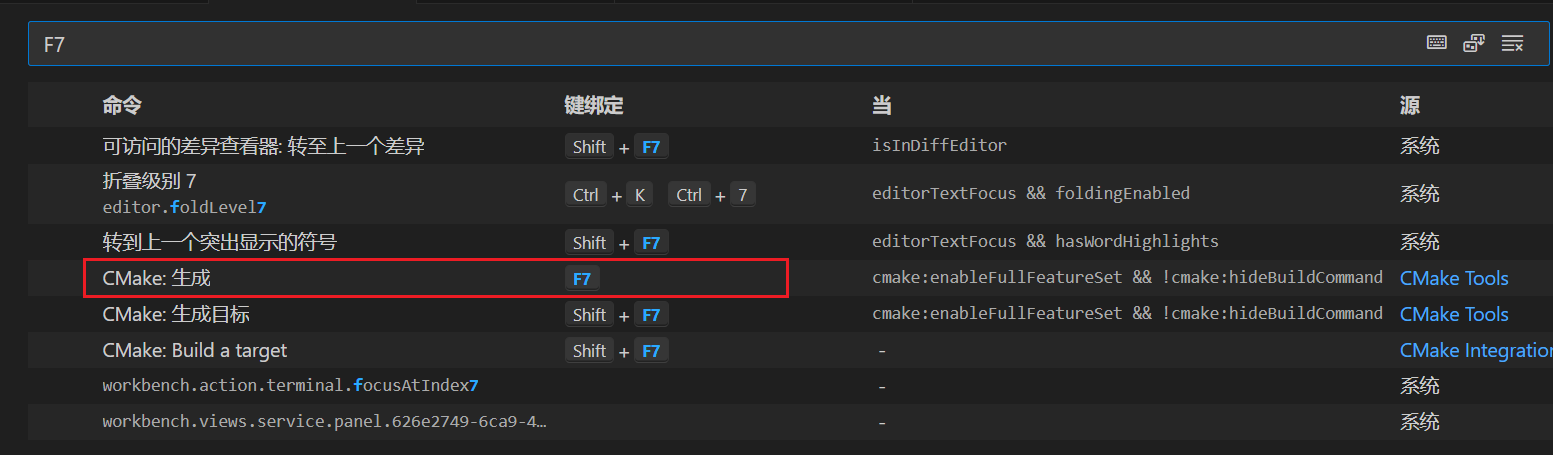 F7
命令 键绑定 当 源
可访问的差异查看器: 转至上一个差异 Shift + F7 isInDiffEditor 系统
折叠级别 7
editor.foldLevel7 Ctrl + K Ctrl + 7 editorTextFocus && foldingEnabled 系统
转到上一个突出显示的符号 Shift + F7 editorTextFocus && hasWordHighlights 系统
CMake: 生成 F7 cmake:enableFullFeatureSet && !cmake:hideBuildCommand CMake Tools
CMake: 生成目标 Shift + F7 cmake:enableFullFeatureSet && !cmake:hideBuildCommand CMake Tools
CMake: Build a target Shift + F7 - CMake Integration
workbench.action.terminal.focusAtIndex7 - 系统
workbench.views.service.panel.626e2749-6ca9-4… - 系统